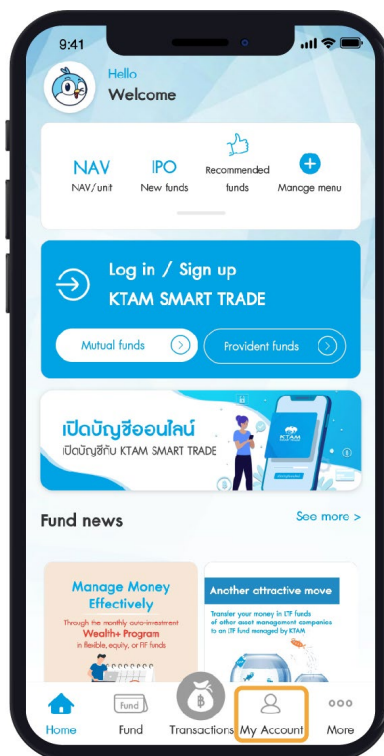 9:41
Hello
Welcome
NAV
NAV/unit
IPO
New funds
Recommended
funds
Manage menu
Log in / Sign up
KTAM SMART TRADE
Mutual funds
Provident funds
เปิดบัญชีออนไลน์
เปิดบัญชีกับ KTAM SMART TRADE
KTAM
Fund news
See more >
Manage Money
Effectively
Through the monthly auto-investment
Wealth+ Program
in flexible, equity, or FIF funds
Another attractive move
Transfer your money in LTF funds
of other asset management companies
to an LTF fund managed by KTAM
Fund
Home
Fund
Transactions
My Account
More